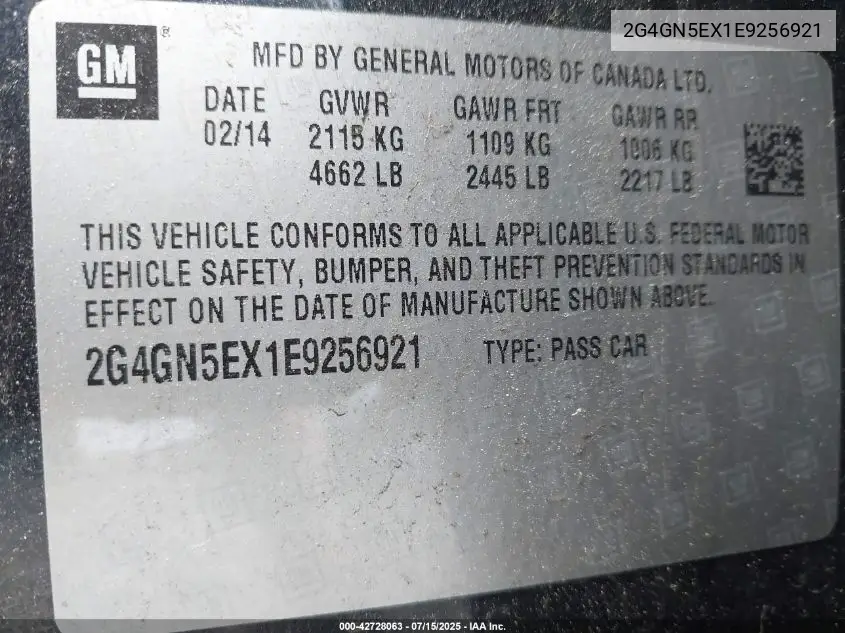 2G4GN5EX1E9256921
GM®
MFD BY GENERAL MOTORS OF CANADA LTD.
DATE GVWR GAWR FRT GAWR RR
02/14 2115 KG 1109 KG 1006 KG
4662 LB 2445 LB 2217 LB
THIS VEHICLE CONFORMS TO ALL APPLICABLE U.S. FEDERAL MOTOR
VEHICLE SAFETY, BUMPER, AND THEFT PREVENTION STANDARDS IN
EFFECT ON THE DATE OF MANUFACTURE SHOWN ABOVE.
2G4GN5EX1E9256921 TYPE: PASS CAR
000-42728063 - 07/15/2025 - IAA Inc.